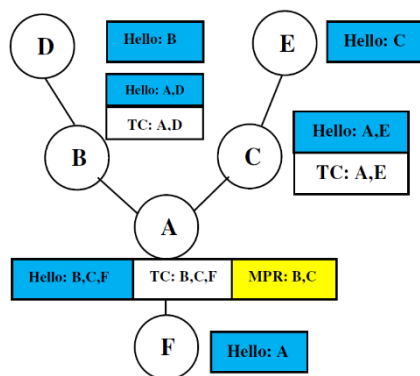 D
Hello: B
E
Hello: C
Hello: A,D
TC: A,D
B
C
Hello: A,E
TC: A,E
A
Hello: B,C,F
TC: B,C,F
MPR: B,C
F
Hello: A